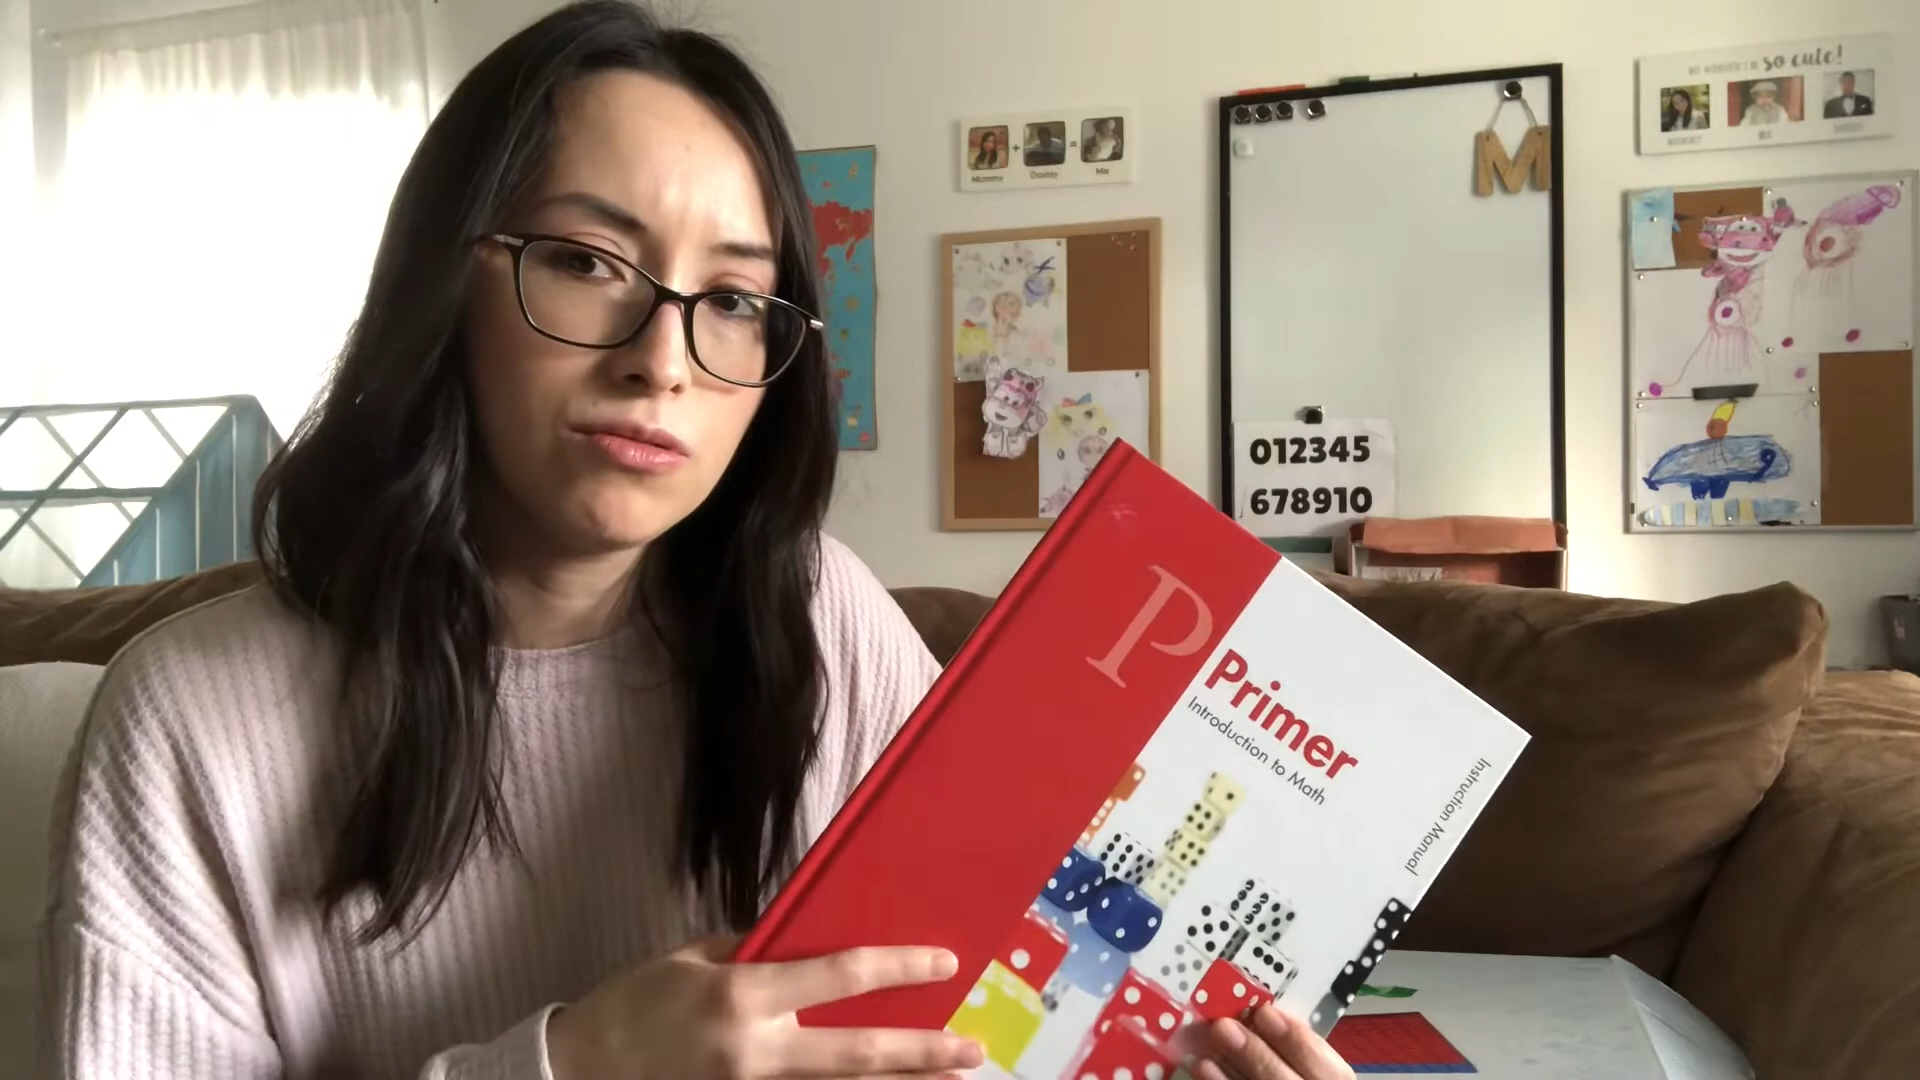 so cute!
Mommy
Daddy
Me
+
=
M
012345
678910
P
Primer
Introduction to Math
Instruction Manual